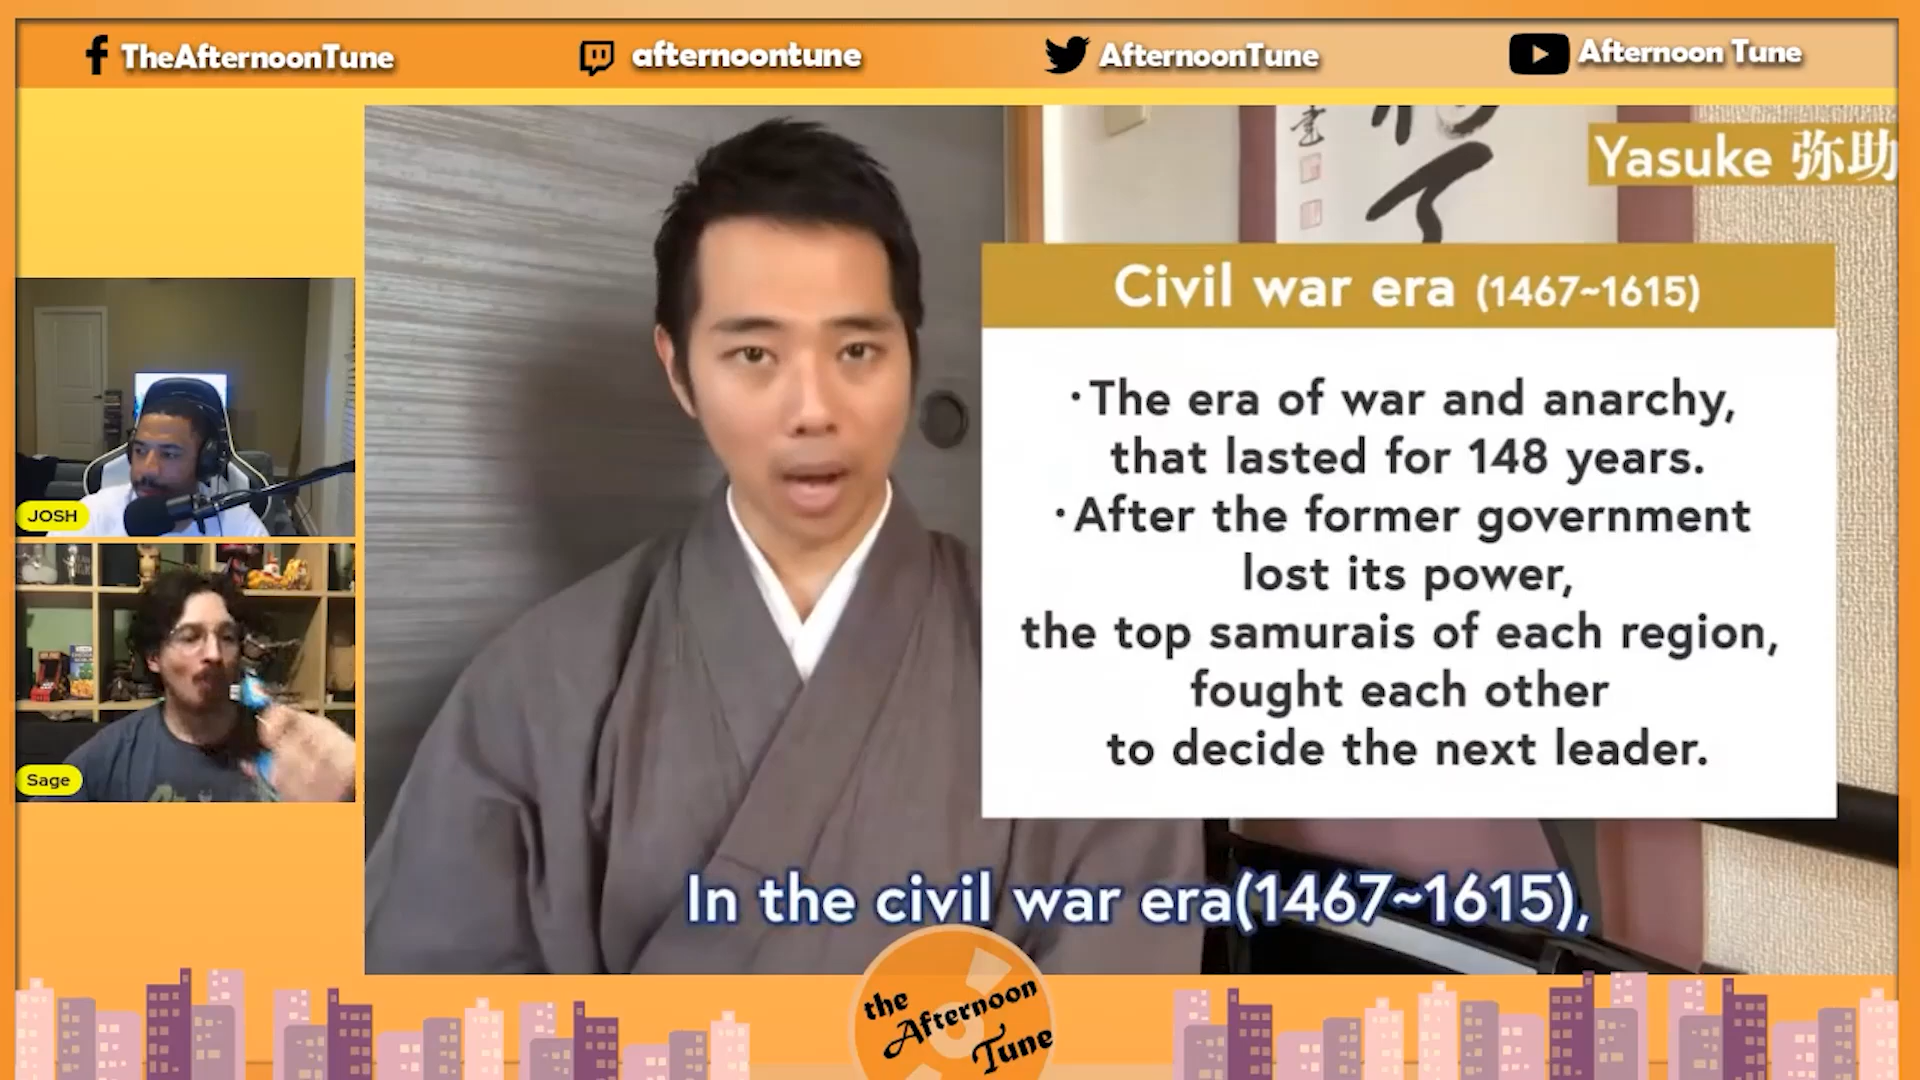 TheAfternoonTune
afternoontune
AfternoonTune
Afternoon Tune
Yasuke 弥助
Civil war era (1467~1615)
・The era of war and anarchy,
that lasted for 148 years.
・After the former government
lost its power,
the top samurais of each region,
fought each other
to decide the next leader.
JOSH
Sage
In the civil war era(1467~1615),
the
Afternoon
Tune